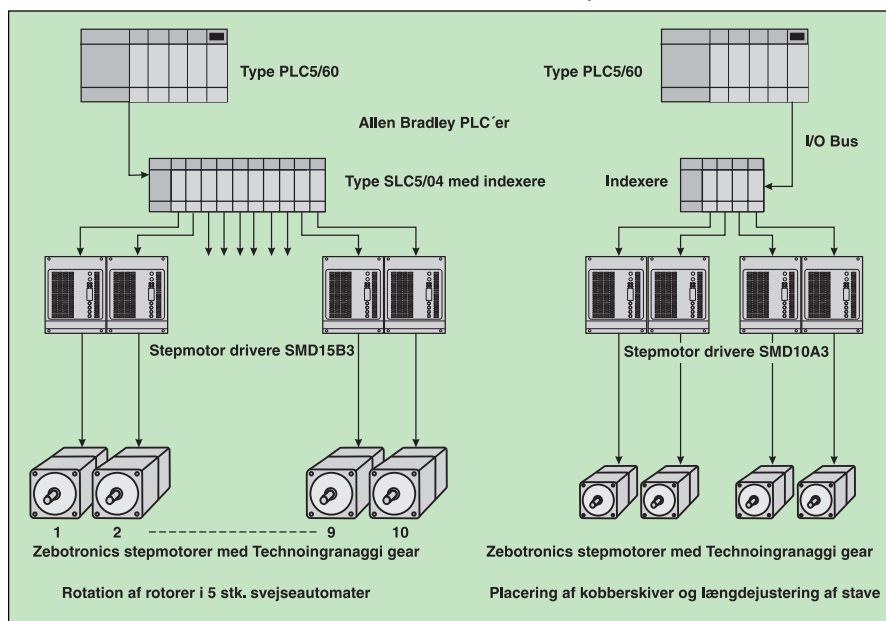 Type PLC5/60
Type PLC5/60
Allen Bradley PLC´er
I/O Bus
Type SLC5/04 med indexere
Indexere
Stepmotor drivere SMD15B3
Stepmotor drivere SMD10A3
1 2 ---------------------- 9 10
Zebotronics stepmotorer med Technoingranaggi gear
Zebotronics stepmotorer med Technoingranaggi gear
Rotation af rotorer i 5 stk. svejseautomater
Placering af kobberskiver og længdejustering af stave